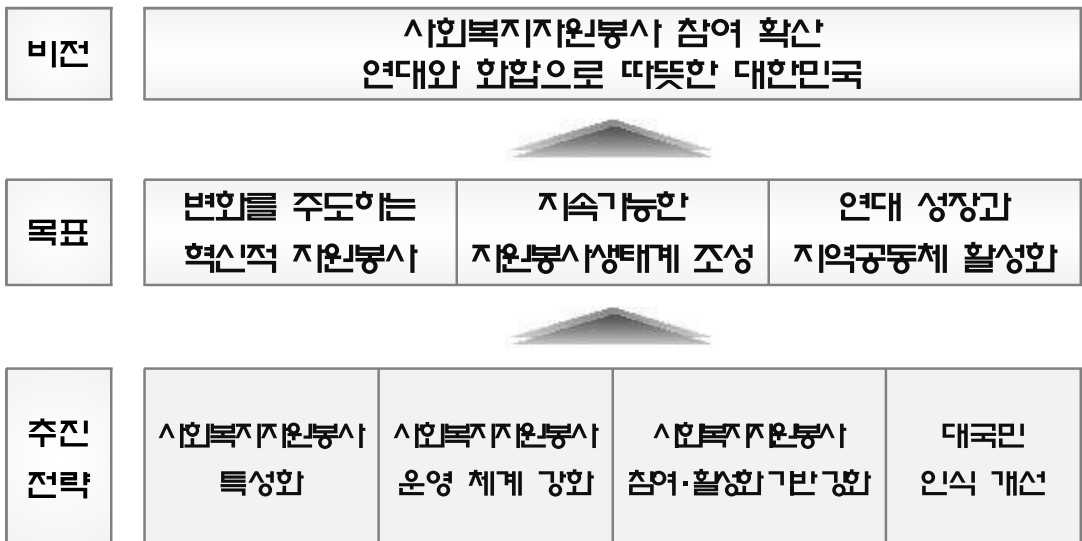 비전
사회복지자원봉사 참여 확산
연대와 화합으로 따뜻한 대한민국
목표
변화를 주도하는
혁신적 자원봉사
지속가능한
자원봉사생태계 조성
연대 성장과
지역공동체 활성화
추진
전략
사회복지자원봉사
특성화
사회복지자원봉사
운영 체계 강화
사회복지자원봉사
참여·활성화기반강화
대국민
인식 개선